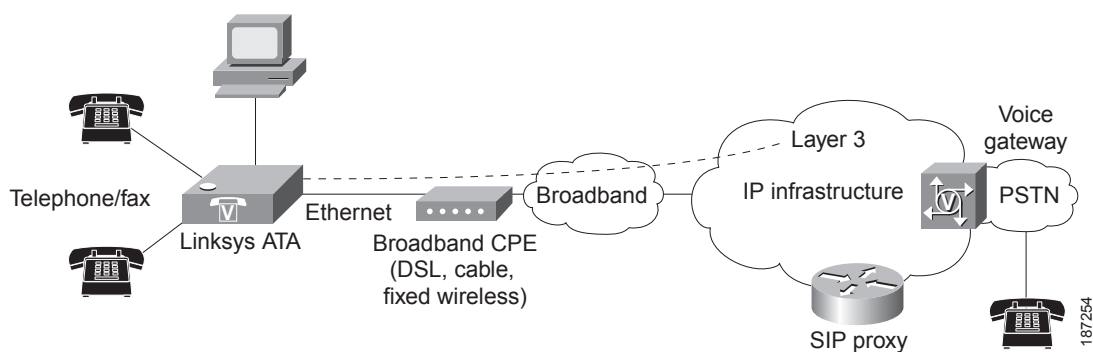 Voice
gateway
Layer 3
Telephone/fax
Ethernet
Broadband
IP infrastructure
V
PSTN
V
Linksys ATA
Broadband CPE
(DSL, cable,
fixed wireless)
SIP proxy
187254